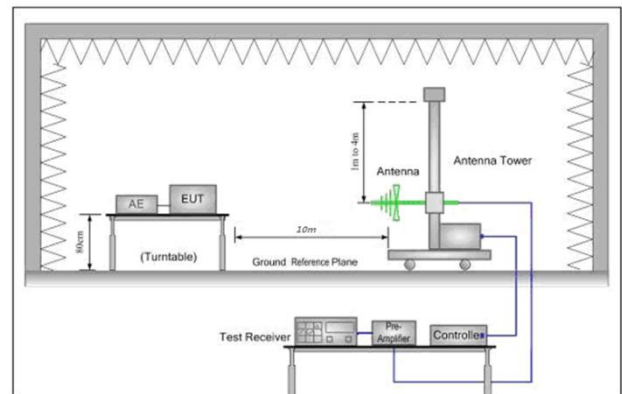 1m to 4m
Antenna
Antenna Tower
AE
EUT
80cm
(Turntable)
10m
Ground Reference Plane
Test Receiver
Pre-
Amplifier
Controller